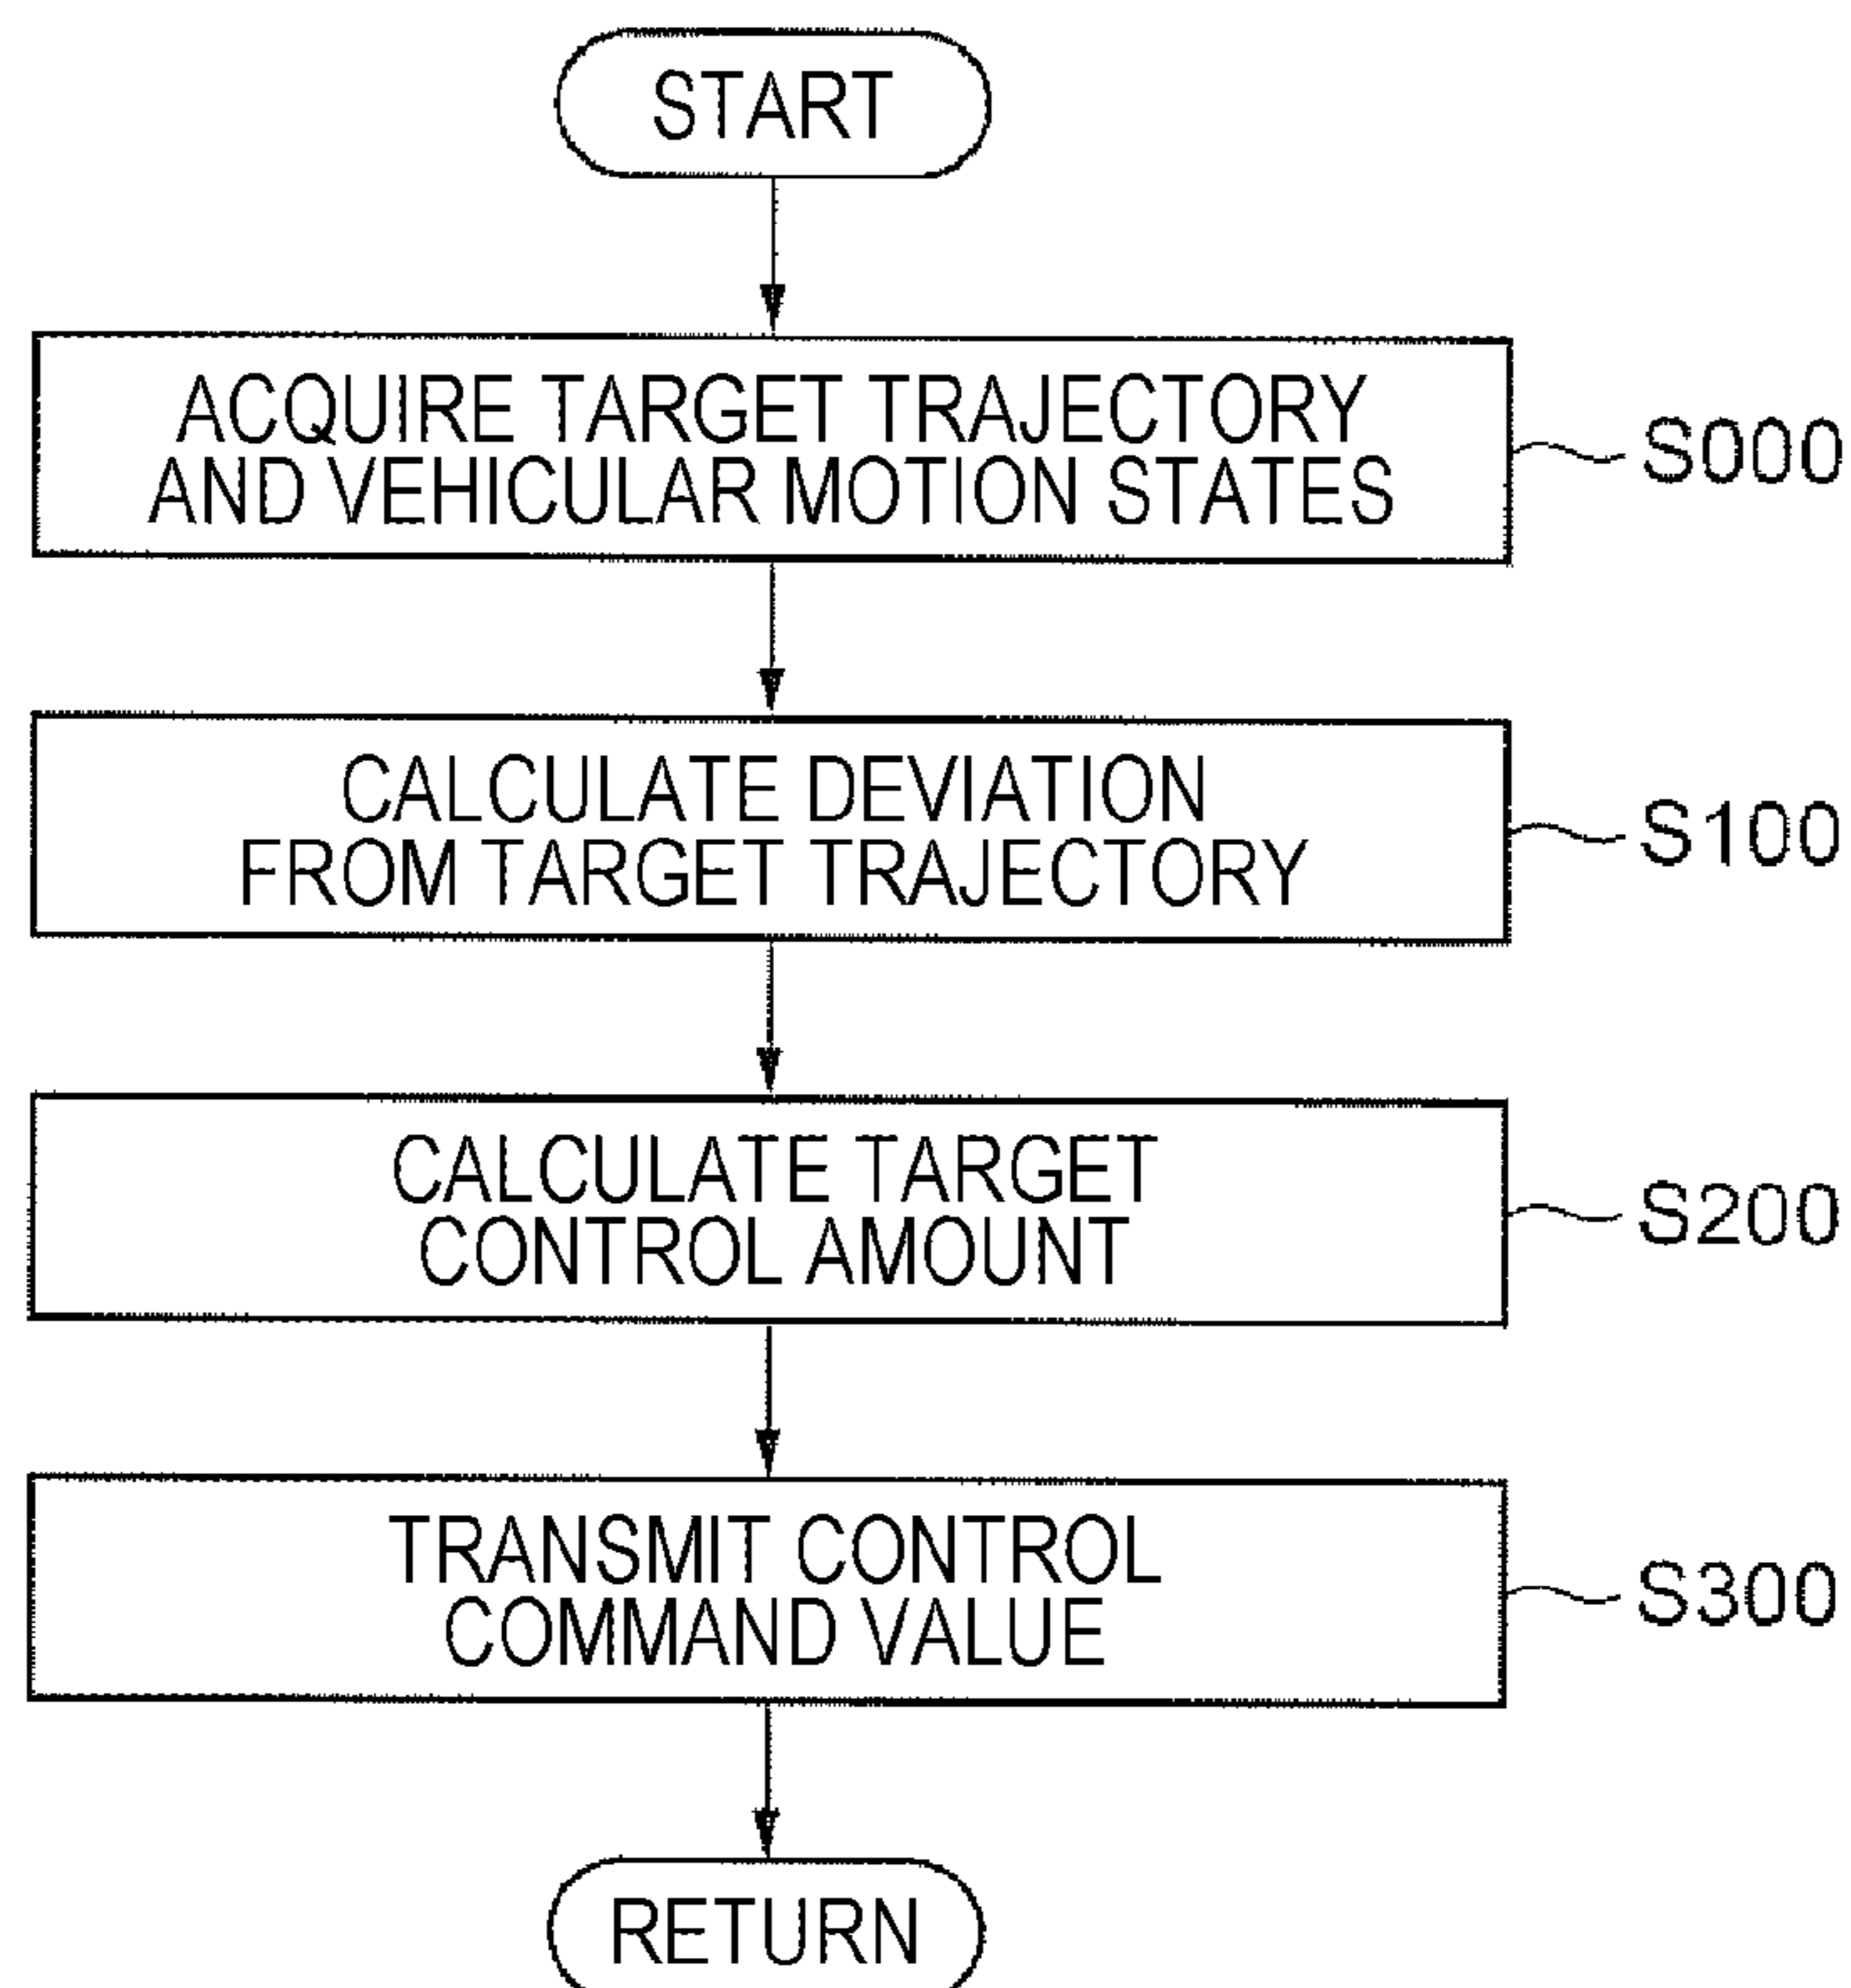 START
ACQUIRE TARGET TRAJECTORY
AND VEHICULAR MOTION STATES
S000
CALCULATE DEVIATION
FROM TARGET TRAJECTORY
S100
CALCULATE TARGET
CONTROL AMOUNT
S200
TRANSMIT CONTROL
COMMAND VALUE
S300
RETURN